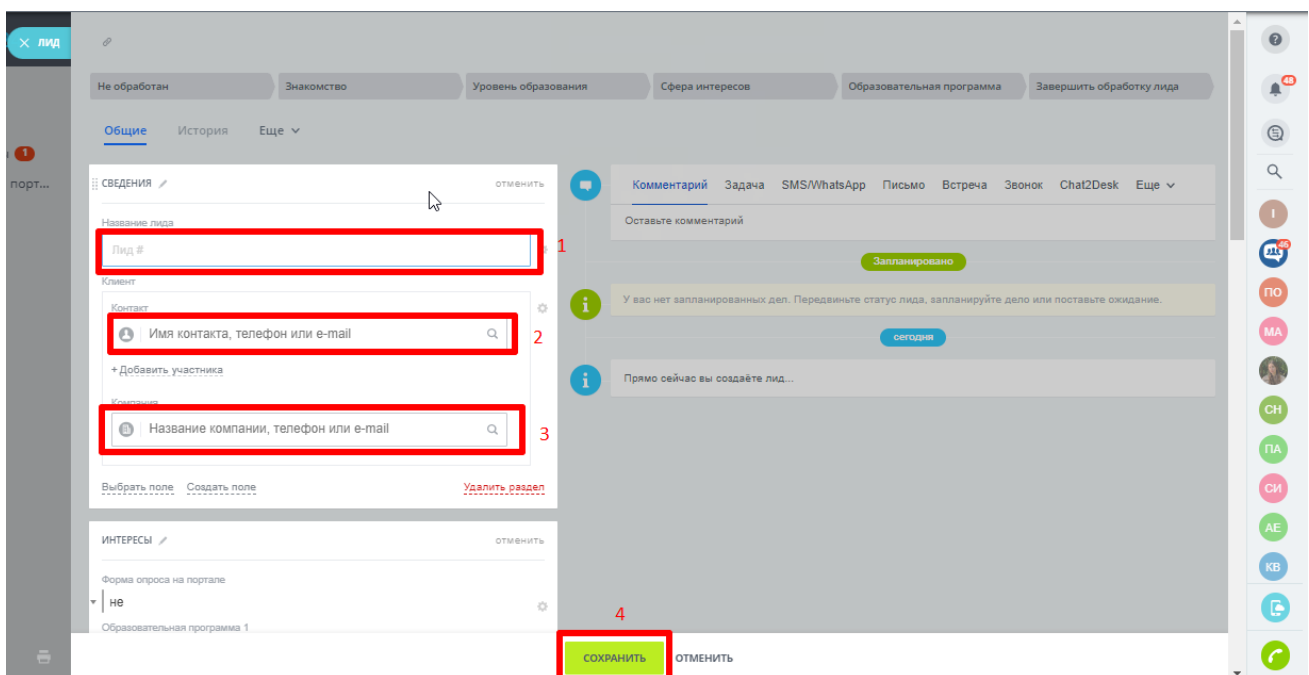 ЛИД
Не обработан
Знакомство
Уровень образования
Сфера интересов
Образовательная программа
Завершить обработку лида
Общие
История
Еще
1
порт...
СВЕДЕНИЯ
отменить
Название лида
Лид #
1
Клиент
Контакт
Имя контакта, телефон или e-mail
2
+ Добавить участника
Компания
Название компании, телефон или e-mail
3
Выбрать поле
Создать поле
Удалить раздел
ИНТЕРЕСЫ
отменить
Форма опроса на портале
не
Образовательная программа 1
4
СОХРАНИТЬ
ОТМЕНИТЬ
Комментарий
Задача
SMS/WhatsApp
Письмо
Встреча
Звонок
Chat2Desk
Еще
Оставьте комментарий
Запланировано
У вас нет запланированных дел. Передвиньте статус лида, запланируйте дело или поставьте ожидание.
сегодня
Прямо сейчас вы создаёте лид...
48
I
46
ПО
МА
СН
ПА
СИ
АЕ
КВ